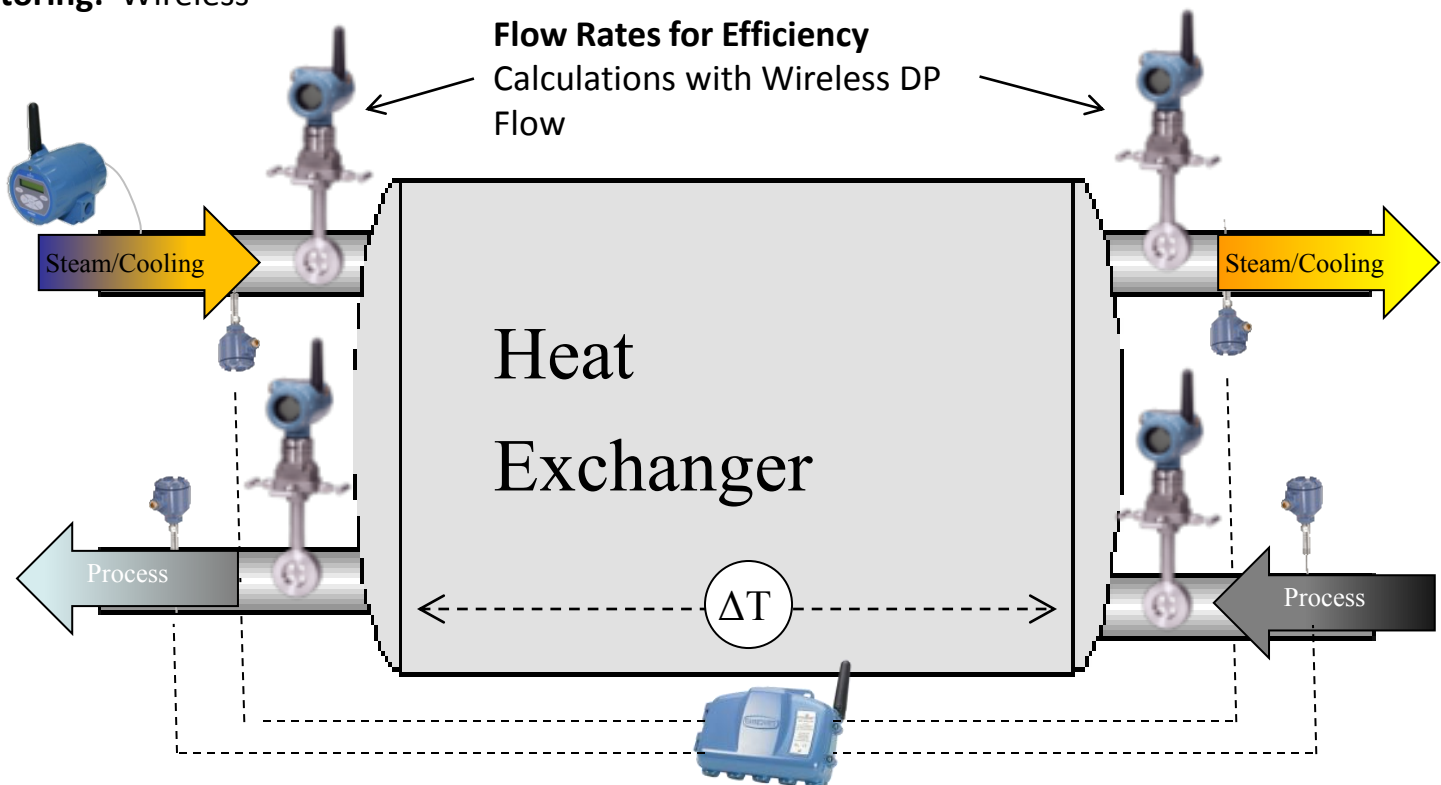 toring: Wireless
Flow Rates for Efficiency
Calculations with Wireless DP
Flow
Steam/Cooling
Steam/Cooling
Heat
Exchanger
Process
Process
ΔT